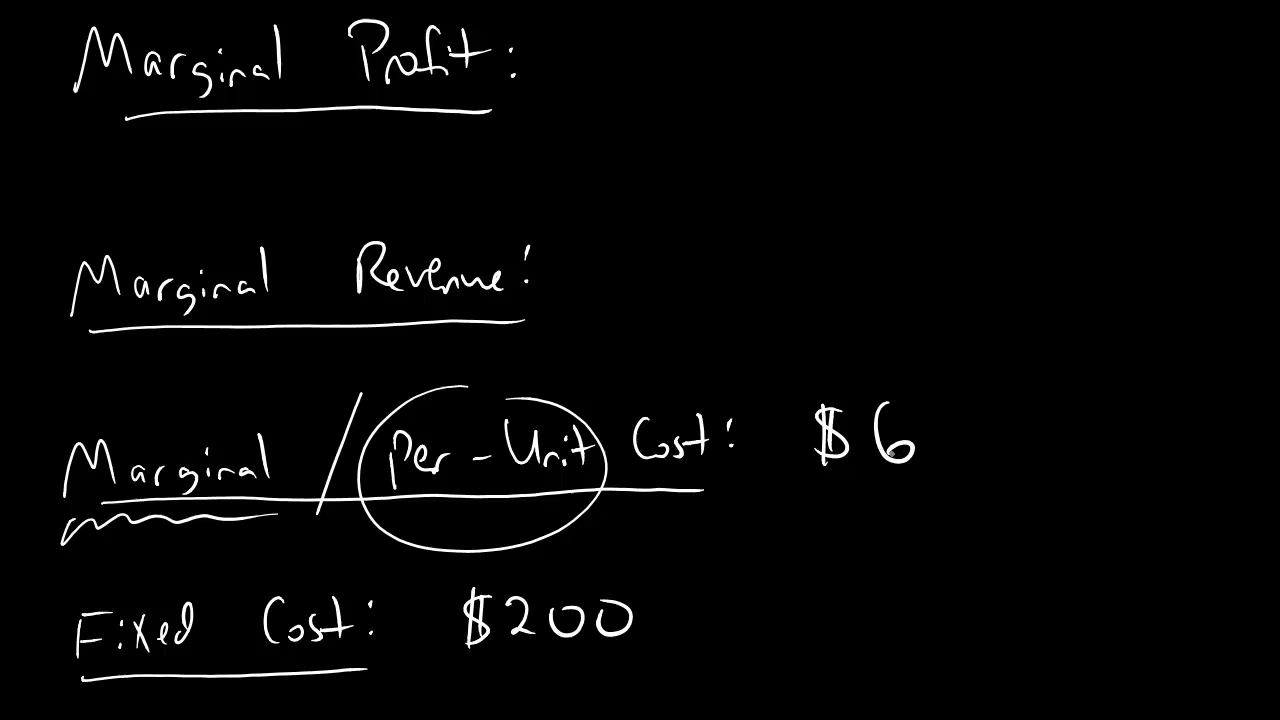 Marginal Profit:
Marginal Revenue:
Marginal / Per-Unit Cost: $6
Fixed Cost: $200